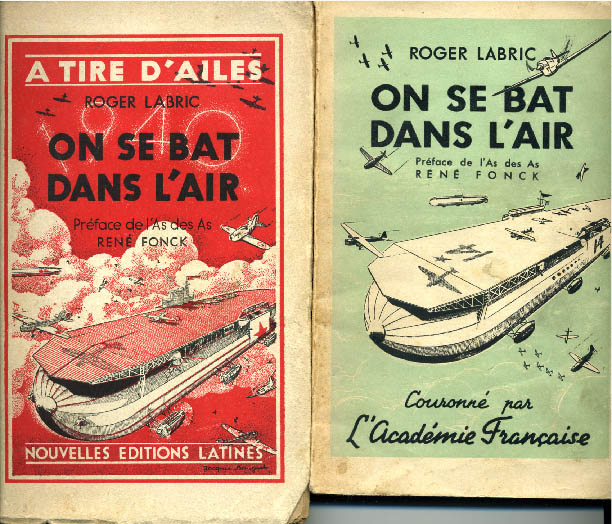 A TIRE D'AILES
ROGER LABRIC
1940
ON SE BAT
DANS L'AIR
Préface de l'As des As
RENÉ FONCK
NOUVELLES EDITIONS LATINES
ROGER LABRIC
ON SE BAT
DANS L'AIR
Préface de l'As des As
RENÉ FONCK
14
Couronné par
L'Académie Française